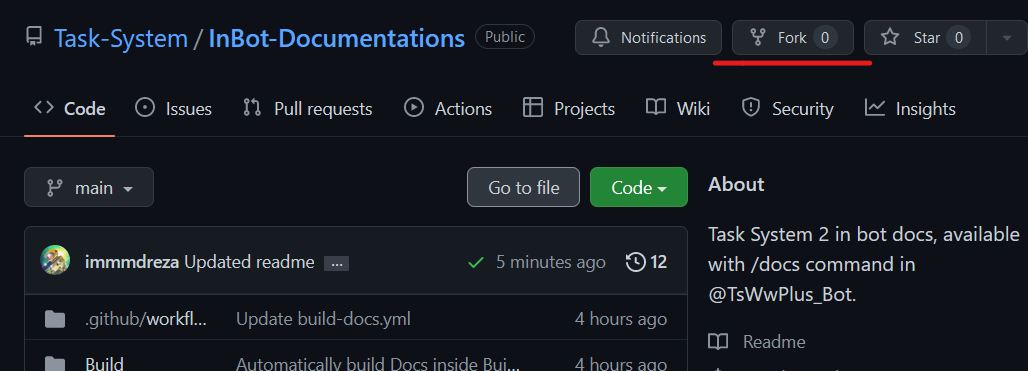 Task-System / InBot-Documentations Public
Notifications Fork 0 Star 0
Code Issues Pull requests Actions Projects Wiki Security Insights
main Go to file Code
immmdreza Updated readme ... 5 minutes ago 12
.github/workfl... Update build-docs.yml 4 hours ago
Build Automatically build Docs inside Bui... 4 hours ago
About
Task System 2 in bot docs, available
with /docs command in
@TsWwPlus_Bot.
Readme